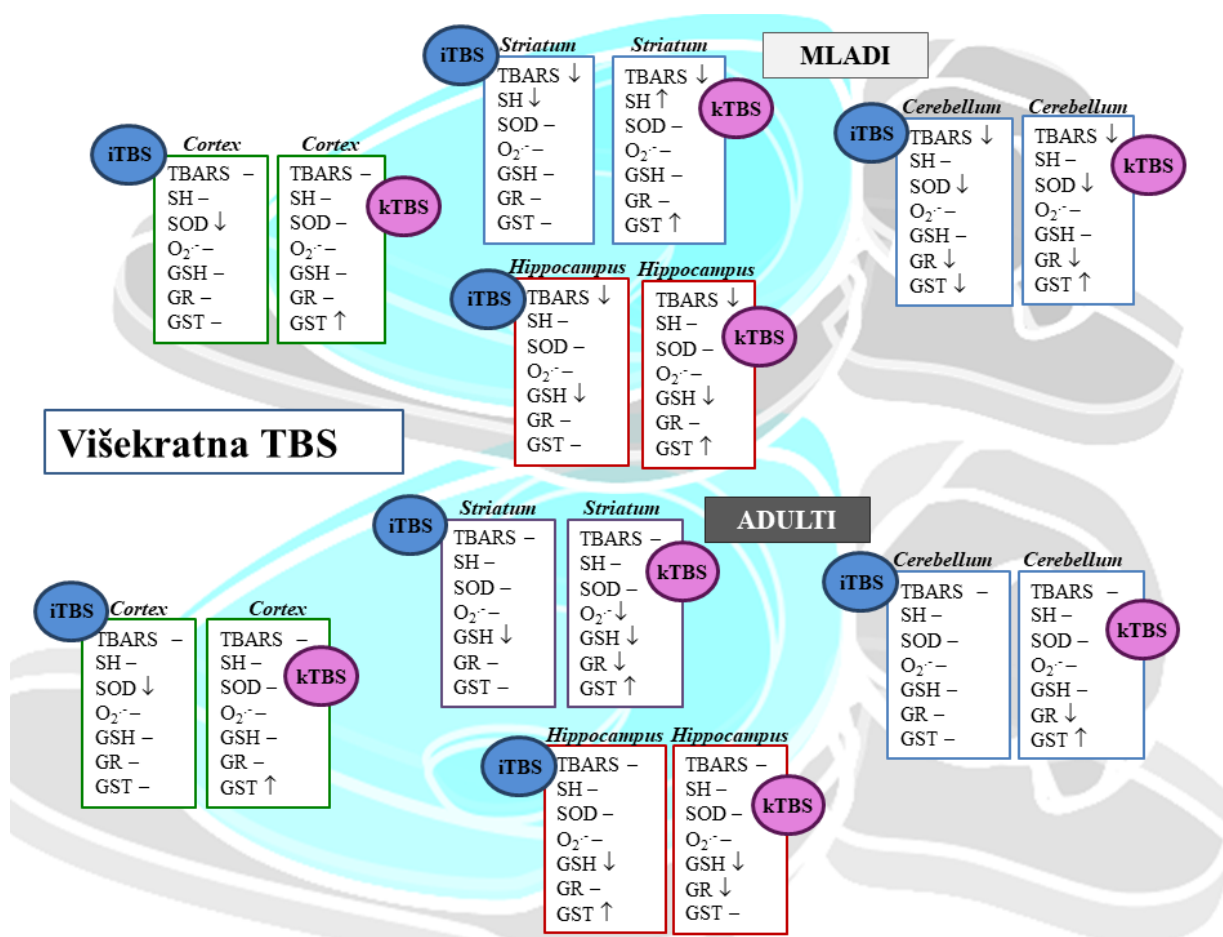 MLADI
iTBS
Striatum
TBARS ↓
SH ↓
SOD –
O₂·⁻ –
GSH –
GR –
GST –
Striatum
kTBS
TBARS ↓
SH ↑
SOD –
O₂·⁻ –
GSH –
GR –
GST ↑
iTBS
Cerebellum
TBARS ↓
SH –
SOD ↓
O₂·⁻ –
GSH –
GR ↓
GST ↓
Cerebellum
kTBS
TBARS ↓
SH –
SOD ↓
O₂·⁻ –
GSH –
GR ↓
GST ↑
iTBS
Cortex
TBARS –
SH –
SOD ↓
O₂·⁻ –
GSH –
GR –
GST –
Cortex
kTBS
TBARS –
SH –
SOD –
O₂·⁻ –
GSH –
GR –
GST ↑
iTBS
Hippocampus
TBARS ↓
SH –
SOD –
O₂·⁻ –
GSH ↓
GR –
GST –
Hippocampus
kTBS
TBARS ↓
SH –
SOD –
O₂·⁻ –
GSH ↓
GR –
GST ↑
Višekratna TBS
ADULTI
iTBS
Striatum
TBARS –
SH –
SOD –
O₂·⁻ –
GSH ↓
GR –
GST –
Striatum
kTBS
TBARS –
SH –
SOD –
O₂·⁻ ↓
GSH ↓
GR ↓
GST ↑
iTBS
Cerebellum
TBARS –
SH –
SOD –
O₂·⁻ –
GSH –
GR –
GST –
Cerebellum
kTBS
TBARS –
SH –
SOD –
O₂·⁻ –
GSH –
GR ↓
GST ↑
iTBS
Cortex
TBARS –
SH –
SOD ↓
O₂·⁻ –
GSH –
GR –
GST –
Cortex
kTBS
TBARS –
SH –
SOD –
O₂·⁻ –
GSH –
GR –
GST ↑
iTBS
Hippocampus
TBARS –
SH –
SOD –
O₂·⁻ –
GSH ↓
GR –
GST ↑
Hippocampus
kTBS
TBARS –
SH –
SOD –
O₂·⁻ –
GSH ↓
GR ↓
GST –